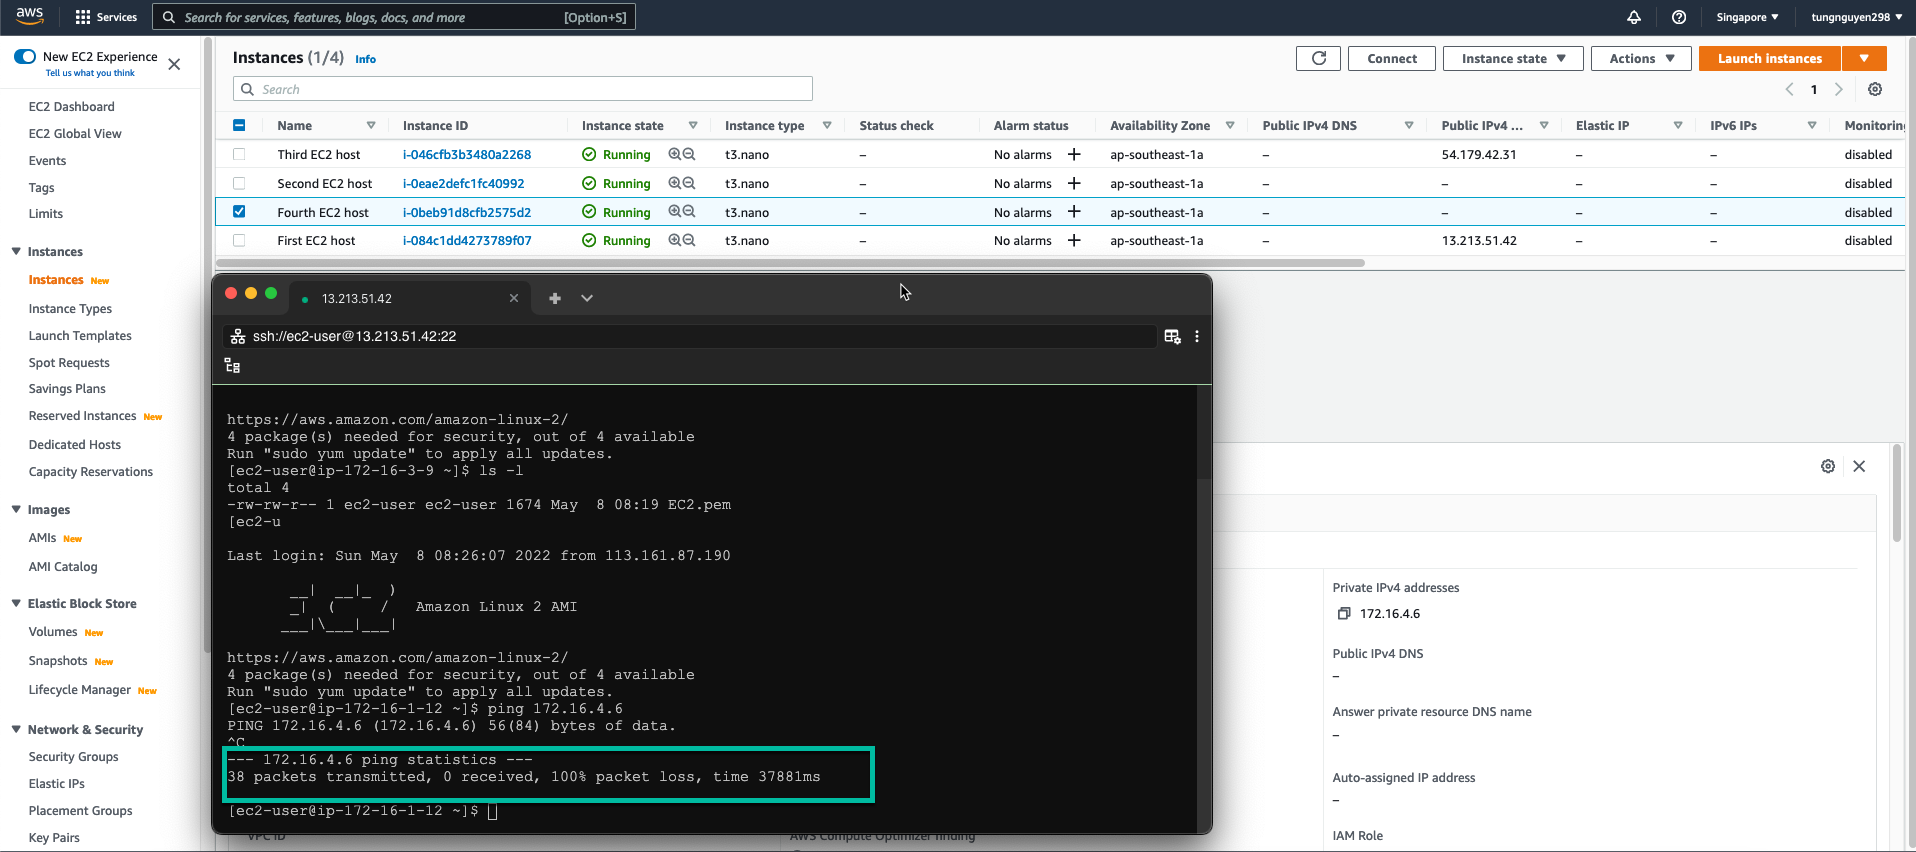 aws
Services
Search for services, features, blogs, docs, and more
[Option+S]
Singapore
tungnguyen298
New EC2 Experience
Tell us what you think
EC2 Dashboard
EC2 Global View
Events
Tags
Limits
Instances
Instances New
Instance Types
Launch Templates
Spot Requests
Savings Plans
Reserved Instances New
Dedicated Hosts
Capacity Reservations
Images
AMIs New
AMI Catalog
Elastic Block Store
Volumes New
Snapshots New
Lifecycle Manager New
Network & Security
Security Groups
Elastic IPs
Placement Groups
Key Pairs
Instances (1/4) Info
Connect
Instance state
Actions
Launch instances
Search
1
Name Instance ID Instance state Instance type Status check Alarm status Availability Zone Public IPv4 DNS Public IPv4 ... Elastic IP IPv6 IPs Monitoring
Third EC2 host i-046cfb3b3480a2268 Running t3.nano – No alarms + ap-southeast-1a – 54.179.42.31 – – disabled
Second EC2 host i-0eae2defc1fc40992 Running t3.nano – No alarms + ap-southeast-1a – – – – disabled
Fourth EC2 host i-0beb91d8cfb2575d2 Running t3.nano – No alarms + ap-southeast-1a – – – – disabled
First EC2 host i-084c1dd4273789f07 Running t3.nano – No alarms + ap-southeast-1a – 13.213.51.42 – – disabled
13.213.51.42
ssh://ec2-user@13.213.51.42:22
https://aws.amazon.com/amazon-linux-2/
4 package(s) needed for security, out of 4 available
Run "sudo yum update" to apply all updates.
[ec2-user@ip-172-16-3-9 ~]$ ls -l
total 4
-rw-rw-r-- 1 ec2-user ec2-user 1674 May  8 08:19 EC2.pem
[ec2-u
Last login: Sun May  8 08:26:07 2022 from 113.161.87.190
       __|  __|_  )
       _|  (     /   Amazon Linux 2 AMI
      ___|\___|___|
https://aws.amazon.com/amazon-linux-2/
4 package(s) needed for security, out of 4 available
Run "sudo yum update" to apply all updates.
[ec2-user@ip-172-16-1-12 ~]$ ping 172.16.4.6
PING 172.16.4.6 (172.16.4.6) 56(84) bytes of data.
^C
--- 172.16.4.6 ping statistics ---
38 packets transmitted, 0 received, 100% packet loss, time 37881ms
[ec2-user@ip-172-16-1-12 ~]$
Private IPv4 addresses
172.16.4.6
Public IPv4 DNS
–
Answer private resource DNS name
–
Auto-assigned IP address
–
VPC ID
AWS Compute Optimizer finding
IAM Role